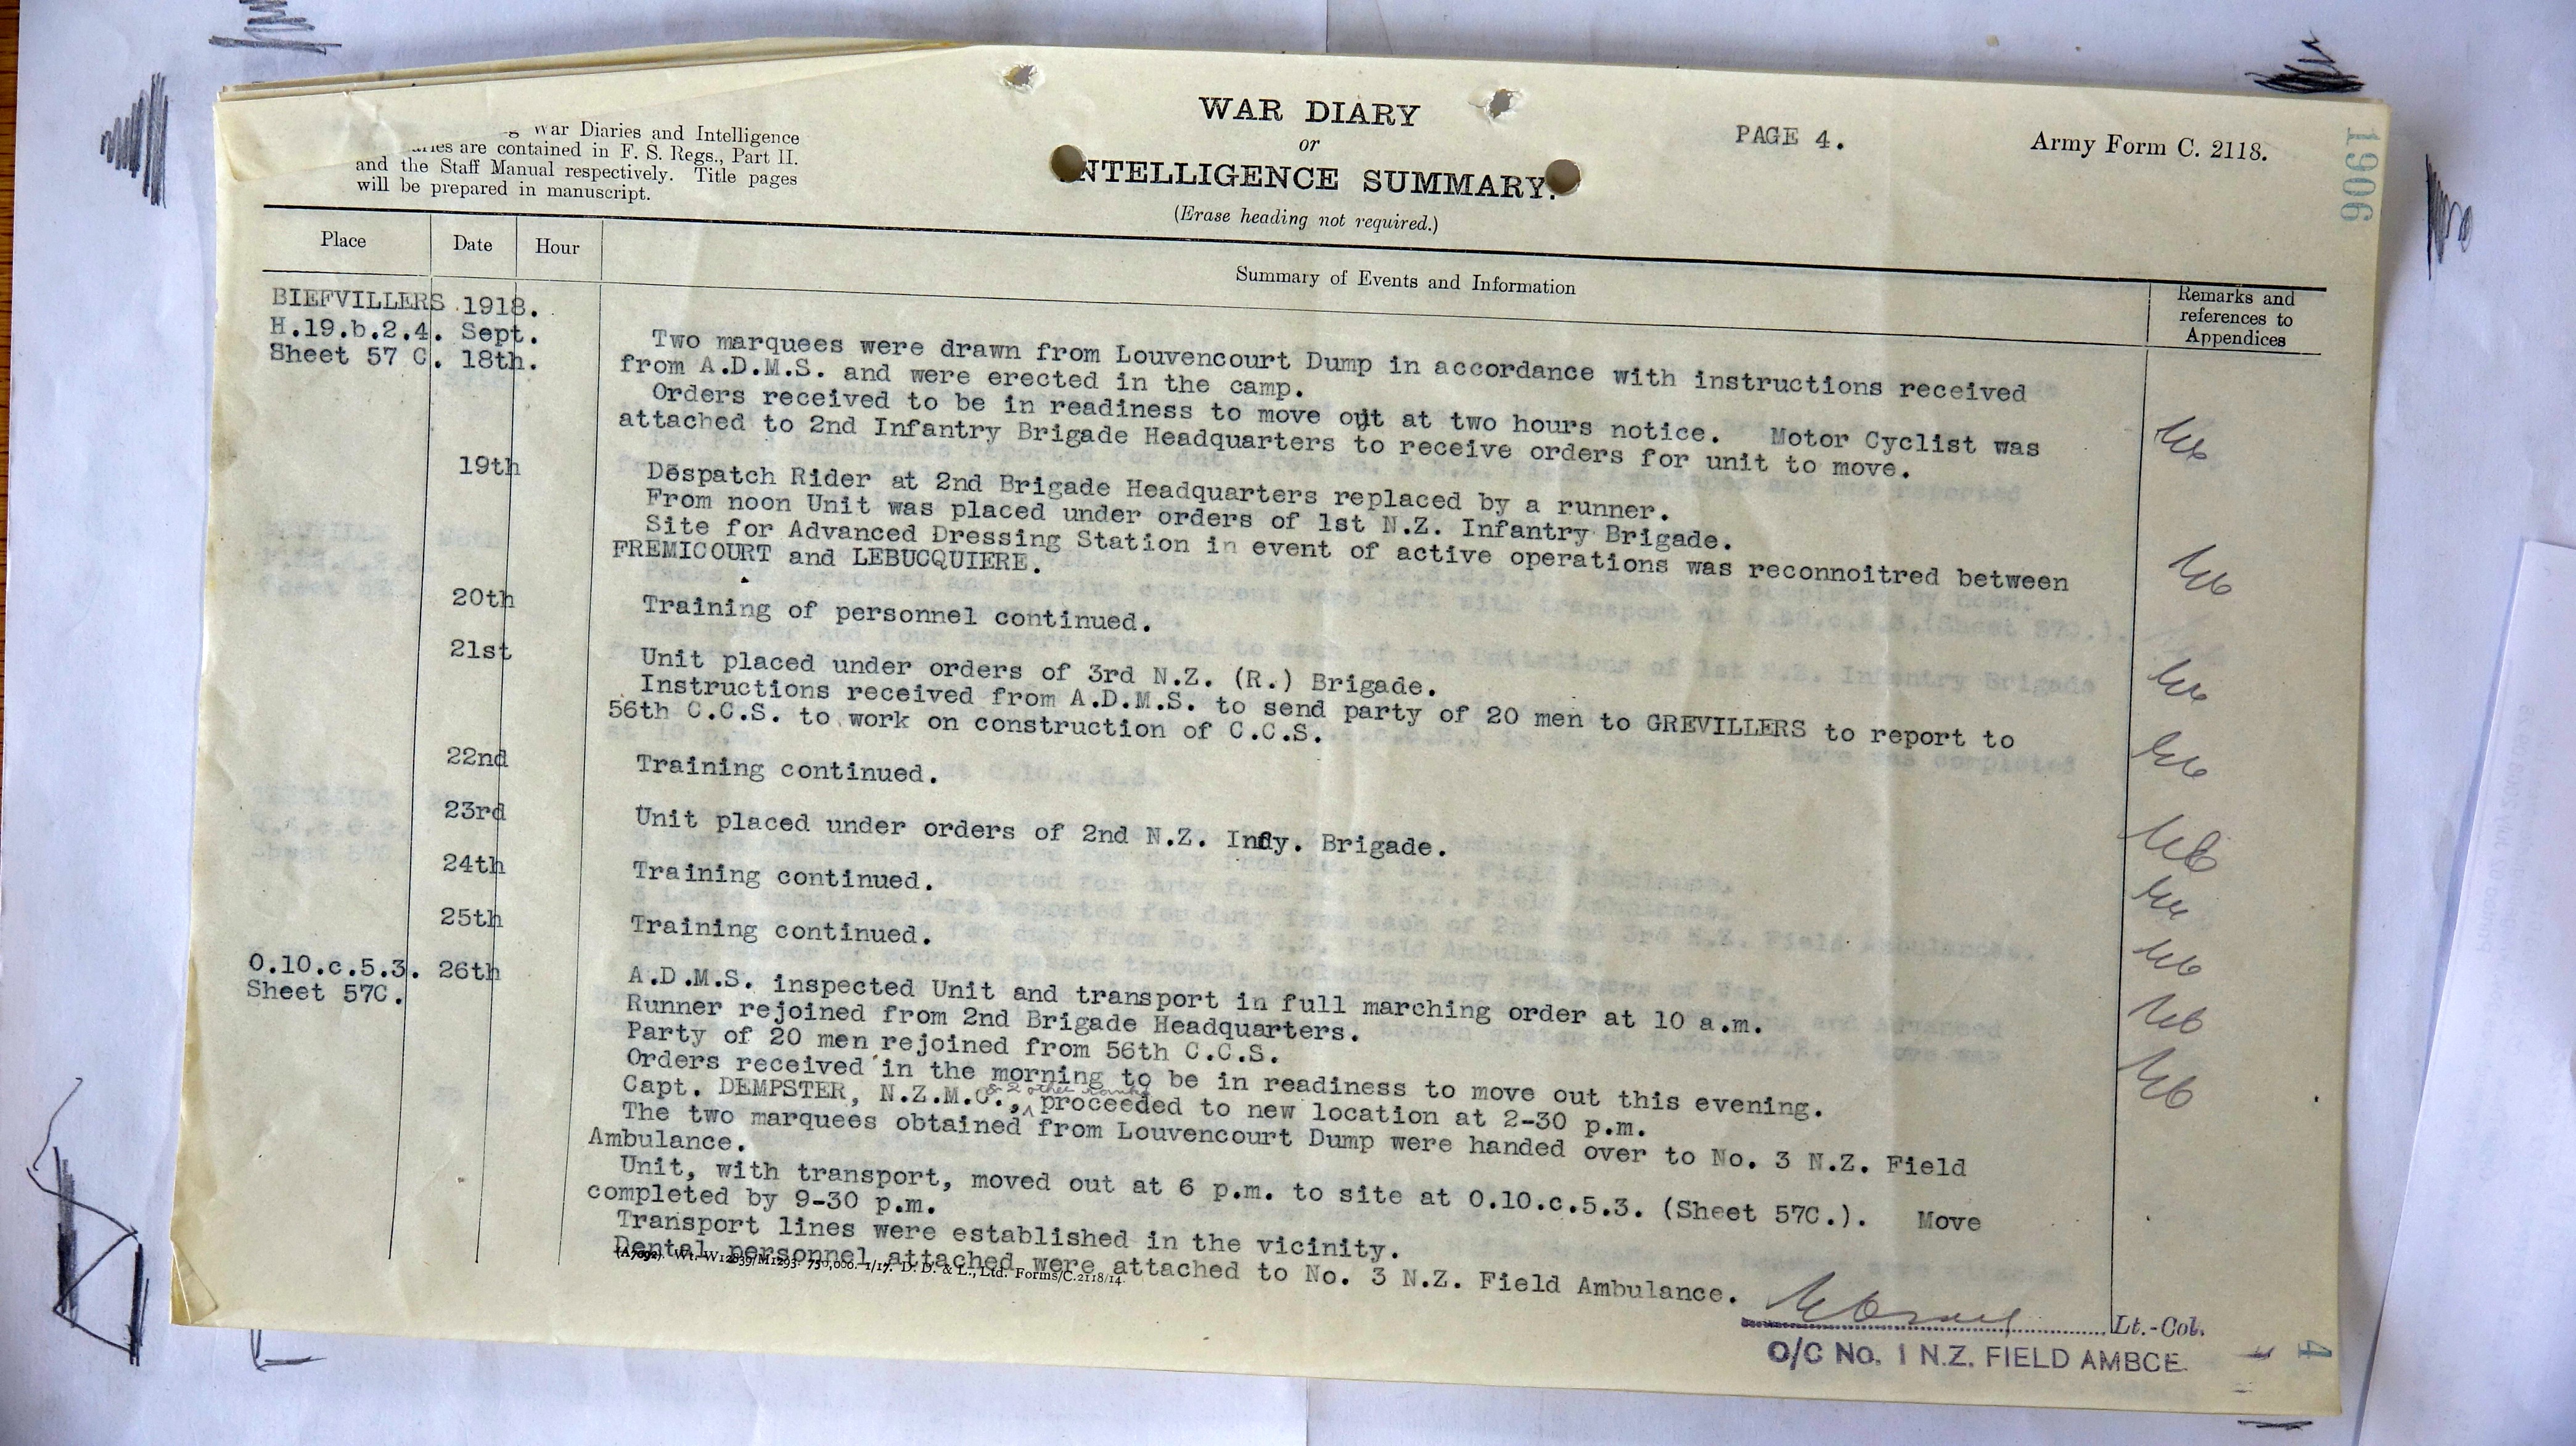 War Diaries and Intelligence
are contained in F. S. Regs., Part II.
and the Staff Manual respectively. Title pages
will be prepared in manuscript.
WAR DIARY
or
INTELLIGENCE SUMMARY.
(Erase heading not required.)
PAGE 4.
Army Form C. 2118.
1906
Place
Date
Hour
Summary of Events and Information
Remarks and
references to
Appendices
BIEFVILLERS 1918.
H.19.b.2.4. Sept.
Sheet 57 C. 18th.
Two marquees were drawn from Louvencourt Dump in accordance with instructions received
from A.D.M.S. and were erected in the camp.
Orders received to be in readiness to move out at two hours notice. Motor Cyclist was
attached to 2nd Infantry Brigade Headquarters to receive orders for unit to move.
19th
Despatch Rider at 2nd Brigade Headquarters replaced by a runner.
From noon Unit was placed under orders of 1st N.Z. Infantry Brigade.
Site for Advanced Dressing Station in event of active operations was reconnoitred between
FREMICOURT and LEBUCQUIERE.
20th
Training of personnel continued.
21st
Unit placed under orders of 3rd N.Z. (R.) Brigade.
Instructions received from A.D.M.S. to send party of 20 men to GREVILLERS to report to
56th C.C.S. to work on construction of C.C.S.
22nd
Training continued.
23rd
Unit placed under orders of 2nd N.Z. Infy. Brigade.
24th
Training continued.
25th
Training continued.
O.10.c.5.3. 26th
Sheet 57C.
A.D.M.S. inspected Unit and transport in full marching order at 10 a.m.
Runner rejoined from 2nd Brigade Headquarters.
Party of 20 men rejoined from 56th C.C.S.
Orders received in the morning to be in readiness to move out this evening.
& 2 other ranks
Capt. DEMPSTER, N.Z.M.C., proceeded to new location at 2-30 p.m.
The two marquees obtained from Louvencourt Dump were handed over to No. 3 N.Z. Field
Ambulance.
Unit, with transport, moved out at 6 p.m. to site at O.10.c.5.3. (Sheet 57C.). Move
completed by 9-30 p.m.
Transport lines were established in the vicinity.
Dental personnel attached were attached to No. 3 N.Z. Field Ambulance.
(A7092). Wt. W12839/M1293. 750,000. 1/17. D. D. & L., Ltd. Forms/C.2118/14.
Lt.-Col.
O/C No. 1 N.Z. FIELD AMBCE
4